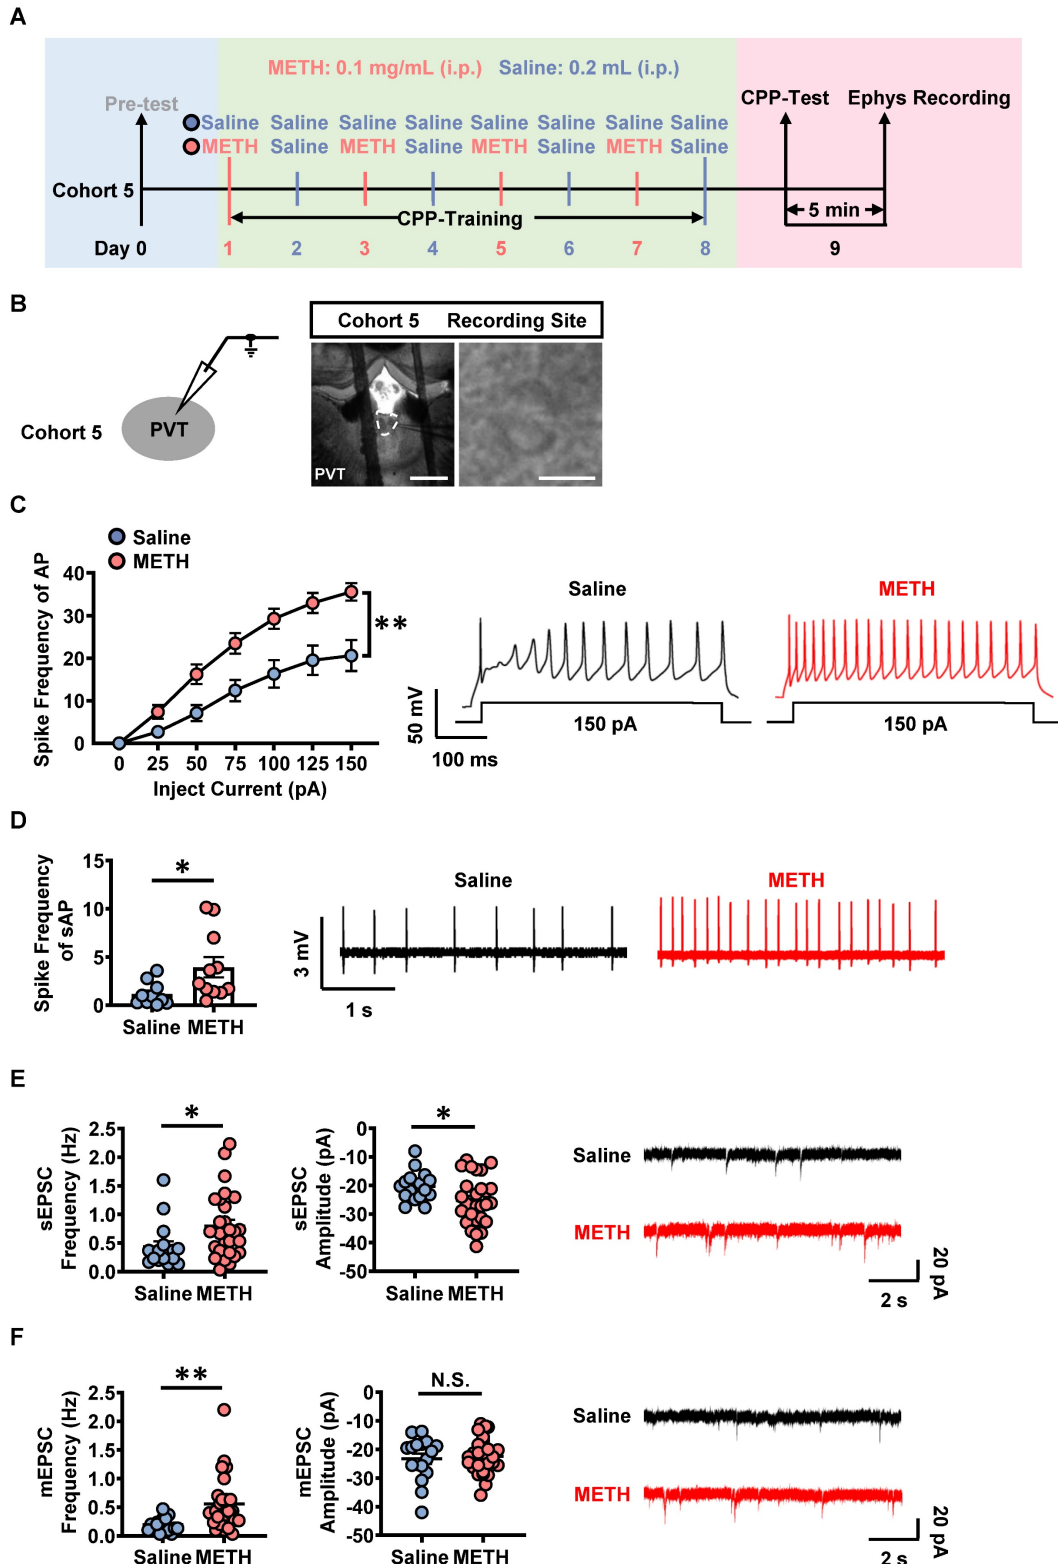 A
METH: 0.1 mg/mL (i.p.) Saline: 0.2 mL (i.p.)
Pre-test
CPP-Test Ephys Recording
Saline Saline Saline Saline Saline Saline Saline Saline
METH Saline METH Saline METH Saline METH Saline
Cohort 5
CPP-Training
5 min
Day 0 1 2 3 4 5 6 7 8 9
B
Cohort 5 Recording Site
Cohort 5
PVT
PVT
C
Saline
METH
Spike Frequency of AP
40
30
20
10
0
0 25 50 75 100 125 150
Inject Current (pA)
**
Saline
METH
150 pA
150 pA
50 mV
100 ms
D
Spike Frequency
of sAP
15
10
5
0
*
Saline METH
Saline
METH
3 mV
1 s
E
sEPSC
Frequency (Hz)
2.5
2.0
1.5
1.0
0.5
0.0
*
Saline METH
sEPSC
Amplitude (pA)
0
-10
-20
-30
-40
-50
*
Saline METH
Saline
METH
20 pA
2 s
F
mEPSC
Frequency (Hz)
2.5
2.0
1.5
1.0
0.5
0.0
**
Saline METH
mEPSC
Amplitude (pA)
0
-10
-20
-30
-40
-50
N.S.
Saline METH
Saline
METH
20 pA
2 s